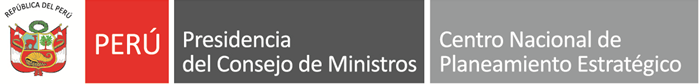 REPÚBLICA DEL PERÚ
PERÚ
Presidencia
del Consejo de Ministros
Centro Nacional de
Planeamiento Estratégico